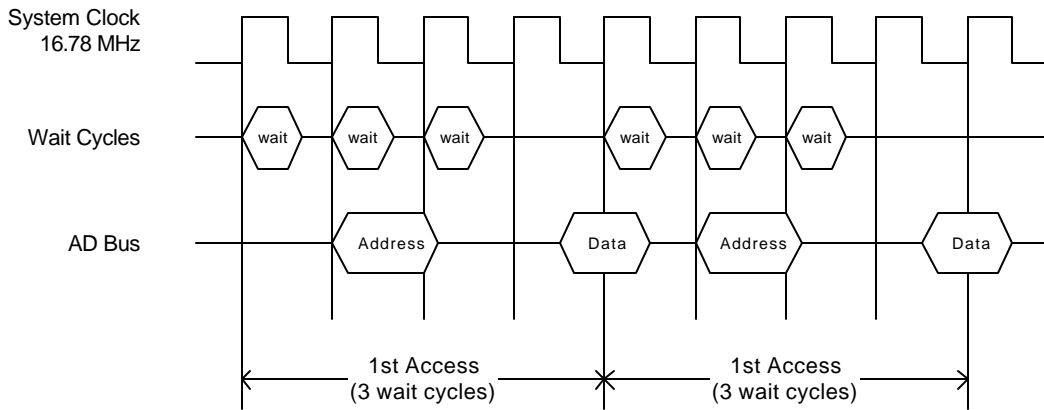 System Clock
16.78 MHz
Wait Cycles
wait
wait
wait
wait
wait
wait
AD Bus
Address
Data
Address
Data
1st Access
(3 wait cycles)
1st Access
(3 wait cycles)